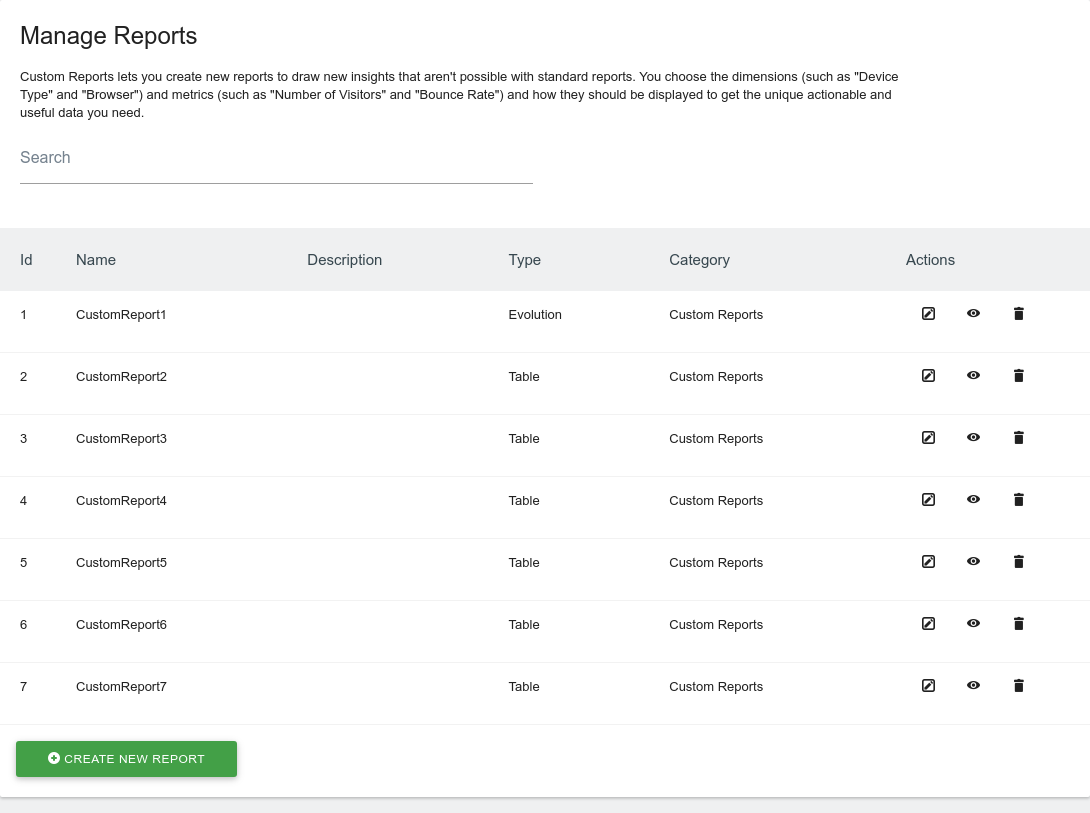 Manage Reports
Custom Reports lets you create new reports to draw new insights that aren't possible with standard reports. You choose the dimensions (such as "Device
Type" and "Browser") and metrics (such as "Number of Visitors" and "Bounce Rate") and how they should be displayed to get the unique actionable and
useful data you need.
Search
Id Name Description Type Category Actions
1 CustomReport1 Evolution Custom Reports
2 CustomReport2 Table Custom Reports
3 CustomReport3 Table Custom Reports
4 CustomReport4 Table Custom Reports
5 CustomReport5 Table Custom Reports
6 CustomReport6 Table Custom Reports
7 CustomReport7 Table Custom Reports
CREATE NEW REPORT